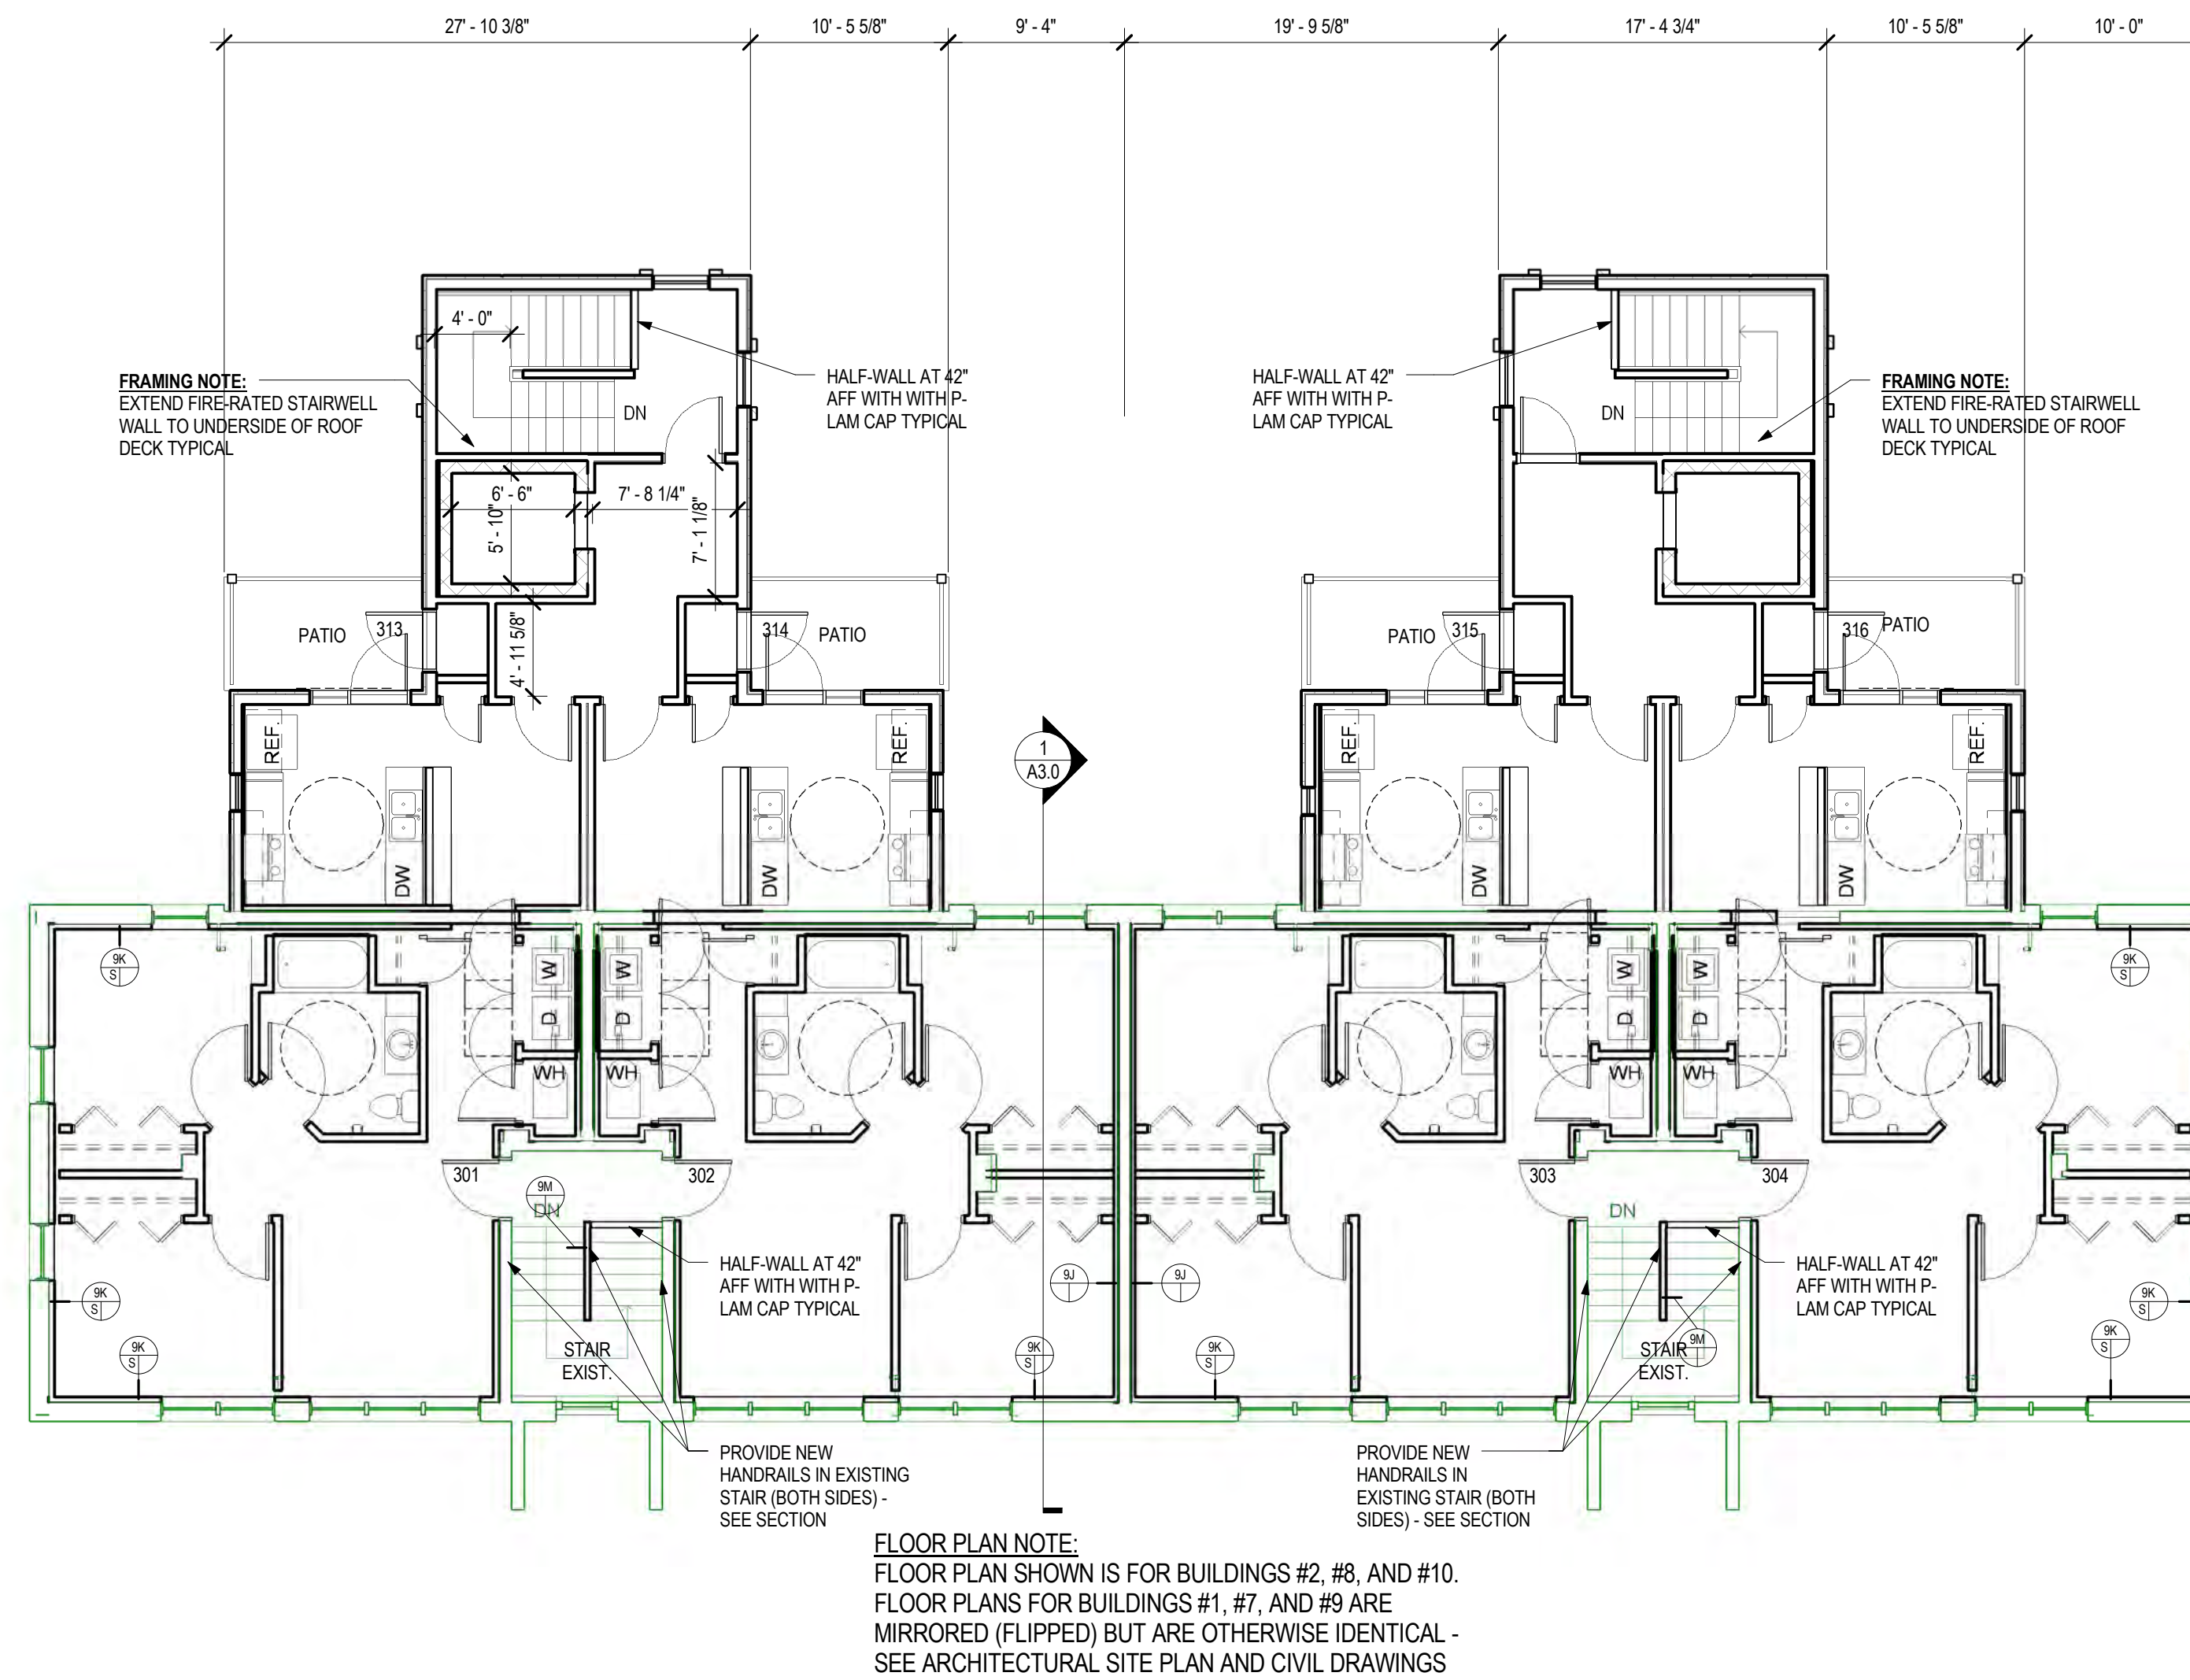 27' - 10 3/8"
10' - 5 5/8"
9' - 4"
19' - 9 5/8"
17' - 4 3/4"
10' - 5 5/8"
10' - 0"
4' - 0"
DN
FRAMING NOTE:
EXTEND FIRE-RATED STAIRWELL
WALL TO UNDERSIDE OF ROOF
DECK TYPICAL
HALF-WALL AT 42"
AFF WITH WITH P-
LAM CAP TYPICAL
HALF-WALL AT 42"
AFF WITH WITH P-
LAM CAP TYPICAL
DN
FRAMING NOTE:
EXTEND FIRE-RATED STAIRWELL
WALL TO UNDERSIDE OF ROOF
DECK TYPICAL
6' - 6"
7' - 8 1/4"
5' - 10"
7' - 1 1/8"
4' - 11 5/8"
PATIO
313
314
PATIO
PATIO
315
316
PATIO
REF.
REF.
REF.
REF.
1
A3.0
DW
DW
DW
DW
9K
S
W
W
W
W
9K
S
D
D
D
D
WH
WH
WH
WH
301
302
303
304
9M
DN
DN
HALF-WALL AT 42"
AFF WITH WITH P-
LAM CAP TYPICAL
HALF-WALL AT 42"
AFF WITH WITH P-
LAM CAP TYPICAL
9K
S
9J
9J
9K
S
9K
S
STAIR
EXIST.
9K
S
9K
S
STAIR
EXIST.
9M
9K
S
PROVIDE NEW
HANDRAILS IN EXISTING
STAIR (BOTH SIDES) -
SEE SECTION
PROVIDE NEW
HANDRAILS IN
EXISTING STAIR (BOTH
SIDES) - SEE SECTION
FLOOR PLAN NOTE:
FLOOR PLAN SHOWN IS FOR BUILDINGS #2, #8, AND #10.
FLOOR PLANS FOR BUILDINGS #1, #7, AND #9 ARE
MIRRORED (FLIPPED) BUT ARE OTHERWISE IDENTICAL -
SEE ARCHITECTURAL SITE PLAN AND CIVIL DRAWINGS